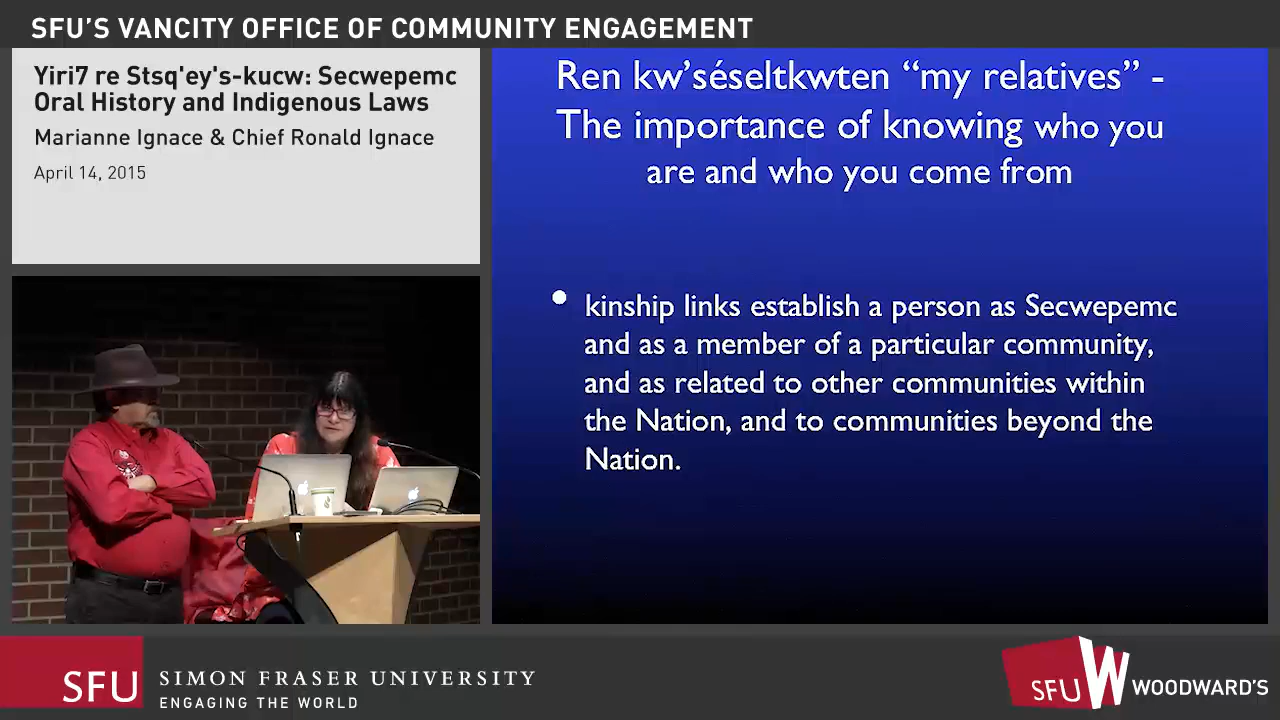 SFU'S VANCITY OFFICE OF COMMUNITY ENGAGEMENT
Yiri7 re Stsq'ey's-kucw: Secwepemc
Oral History and Indigenous Laws
Marianne Ignace & Chief Ronald Ignace
April 14, 2015
Ren kw'séseltkwten “my relatives” -
The importance of knowing who you
are and who you come from
• kinship links establish a person as Secwepemc
and as a member of a particular community,
and as related to other communities within
the Nation, and to communities beyond the
Nation.
SFU
SIMON FRASER UNIVERSITY
ENGAGING THE WORLD
SFU W WOODWARD'S